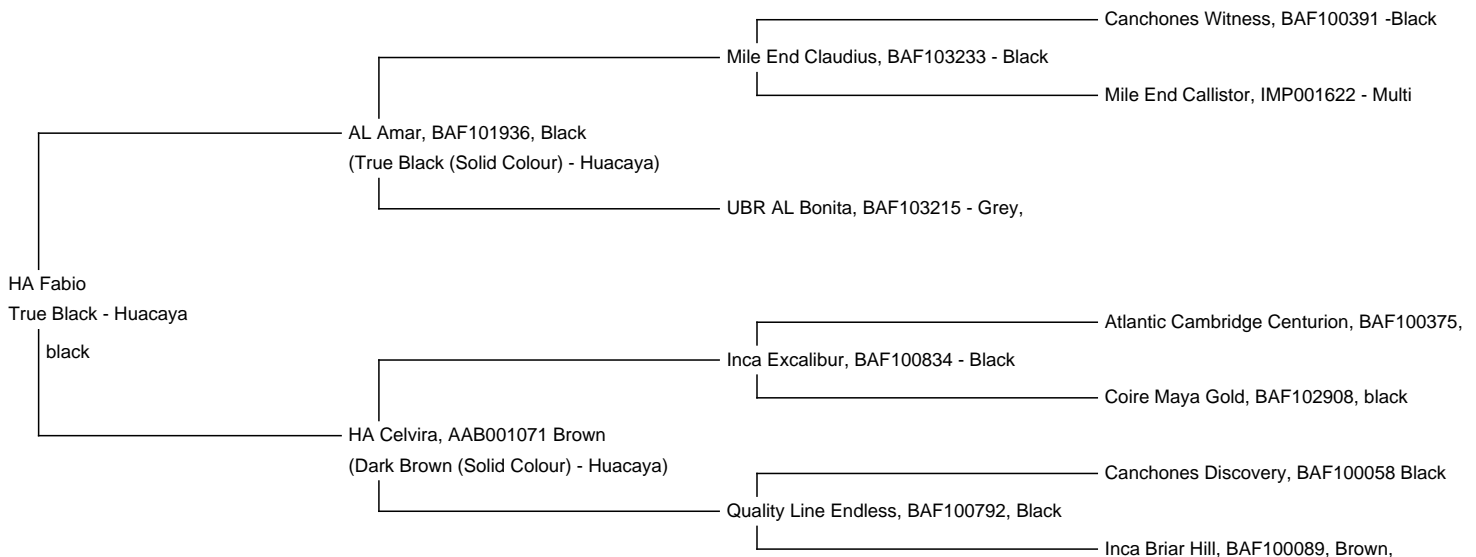 Canchones Witness, BAF100391 -Black
Mile End Claudius, BAF103233 - Black
Mile End Callistor, IMP001622 - Multi
AL Amar, BAF101936, Black
(True Black (Solid Colour) - Huacaya)
UBR AL Bonita, BAF103215 - Grey,
HA Fabio
True Black - Huacaya
black
Atlantic Cambridge Centurion, BAF100375,
Inca Excalibur, BAF100834 - Black
Coire Maya Gold, BAF102908, black
HA Celvira, AAB001071 Brown
(Dark Brown (Solid Colour) - Huacaya)
Canchones Discovery, BAF100058 Black
Quality Line Endless, BAF100792, Black
Inca Briar Hill, BAF100089, Brown,